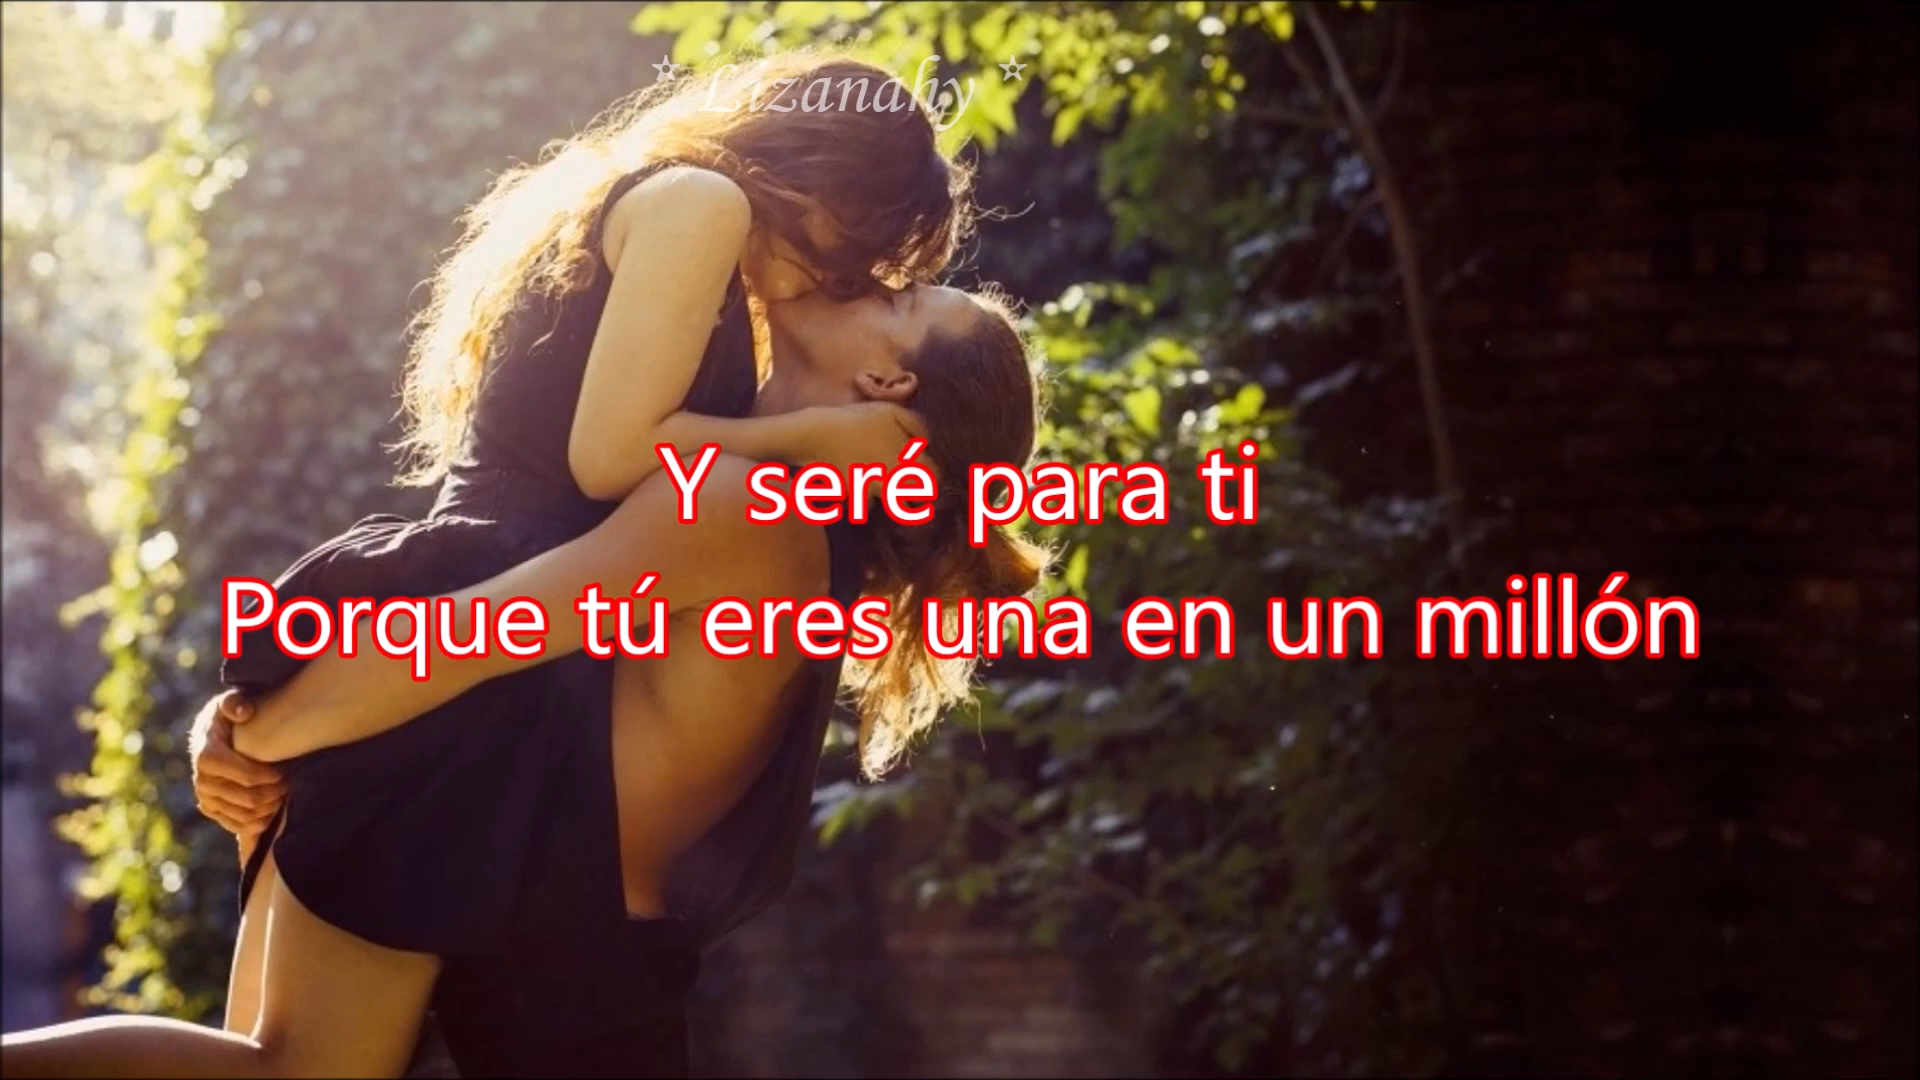 ☆ Lizanahy ☆
Y seré para ti
Porque tú eres una en un millón